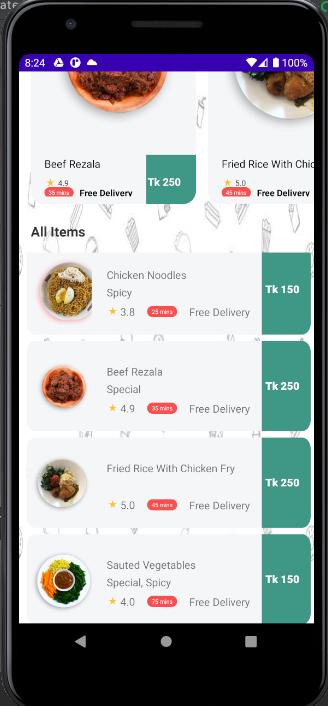 ate
8:24
100%
Beef Rezala
4.9
35 mins
Free Delivery
Tk 250
Fried Rice With Chic
5.0
45 mins
Free Delivery
All Items
Chicken Noodles
Spicy
3.8
25 mins
Free Delivery
Tk 150
Beef Rezala
Special
4.9
35 mins
Free Delivery
Tk 250
Fried Rice With Chicken Fry
5.0
45 mins
Free Delivery
Tk 250
Sauted Vegetables
Special, Spicy
4.0
75 mins
Free Delivery
Tk 150